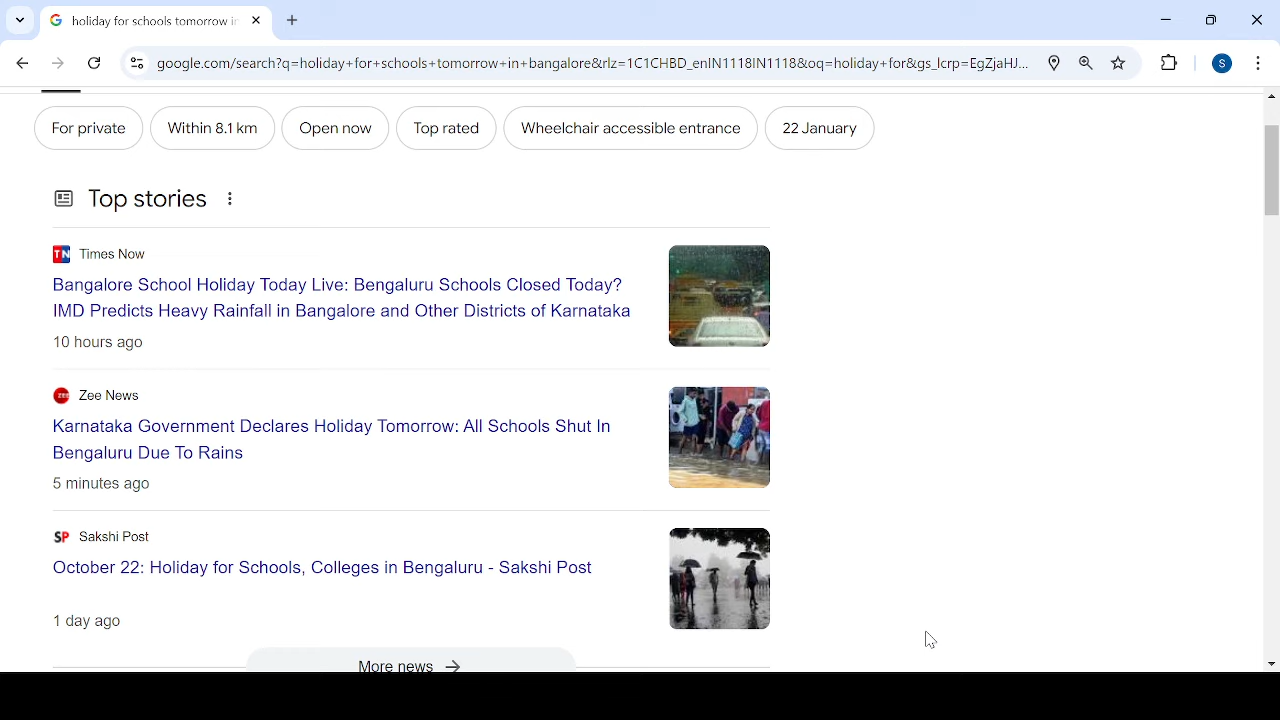 holiday for schools tomorrow in
google.com/search?q=holiday+for+schools+tomorrow+in+bangalore&rlz=1C1CHBD_enIN1118IN1118&oq=holiday+for&gs_lcrp=EgZjaHJ...
S
For private
Within 8.1 km
Open now
Top rated
Wheelchair accessible entrance
22 January
Top stories
TN Times Now
Bangalore School Holiday Today Live: Bengaluru Schools Closed Today?
IMD Predicts Heavy Rainfall in Bangalore and Other Districts of Karnataka
10 hours ago
ZEE Zee News
Karnataka Government Declares Holiday Tomorrow: All Schools Shut In
Bengaluru Due To Rains
5 minutes ago
SP Sakshi Post
October 22: Holiday for Schools, Colleges in Bengaluru - Sakshi Post
1 day ago
More news